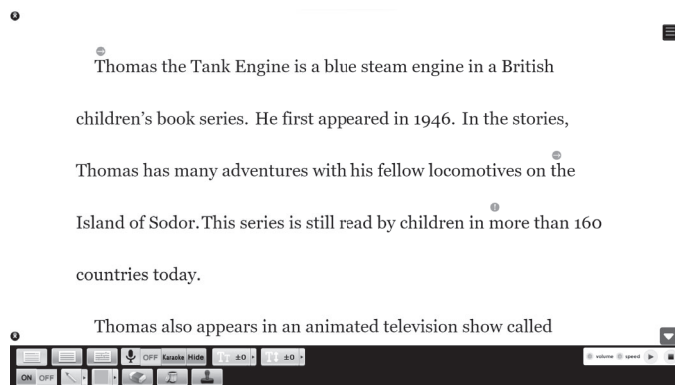 Thomas the Tank Engine is a blue steam engine in a British
children's book series. He first appeared in 1946. In the stories,
Thomas has many adventures with his fellow locomotives on the
Island of Sodor. This series is still read by children in more than 160
countries today.
Thomas also appears in an animated television show called
OFF Karaoke Hide TT ±0 T ±0 volume speed
ON OFF